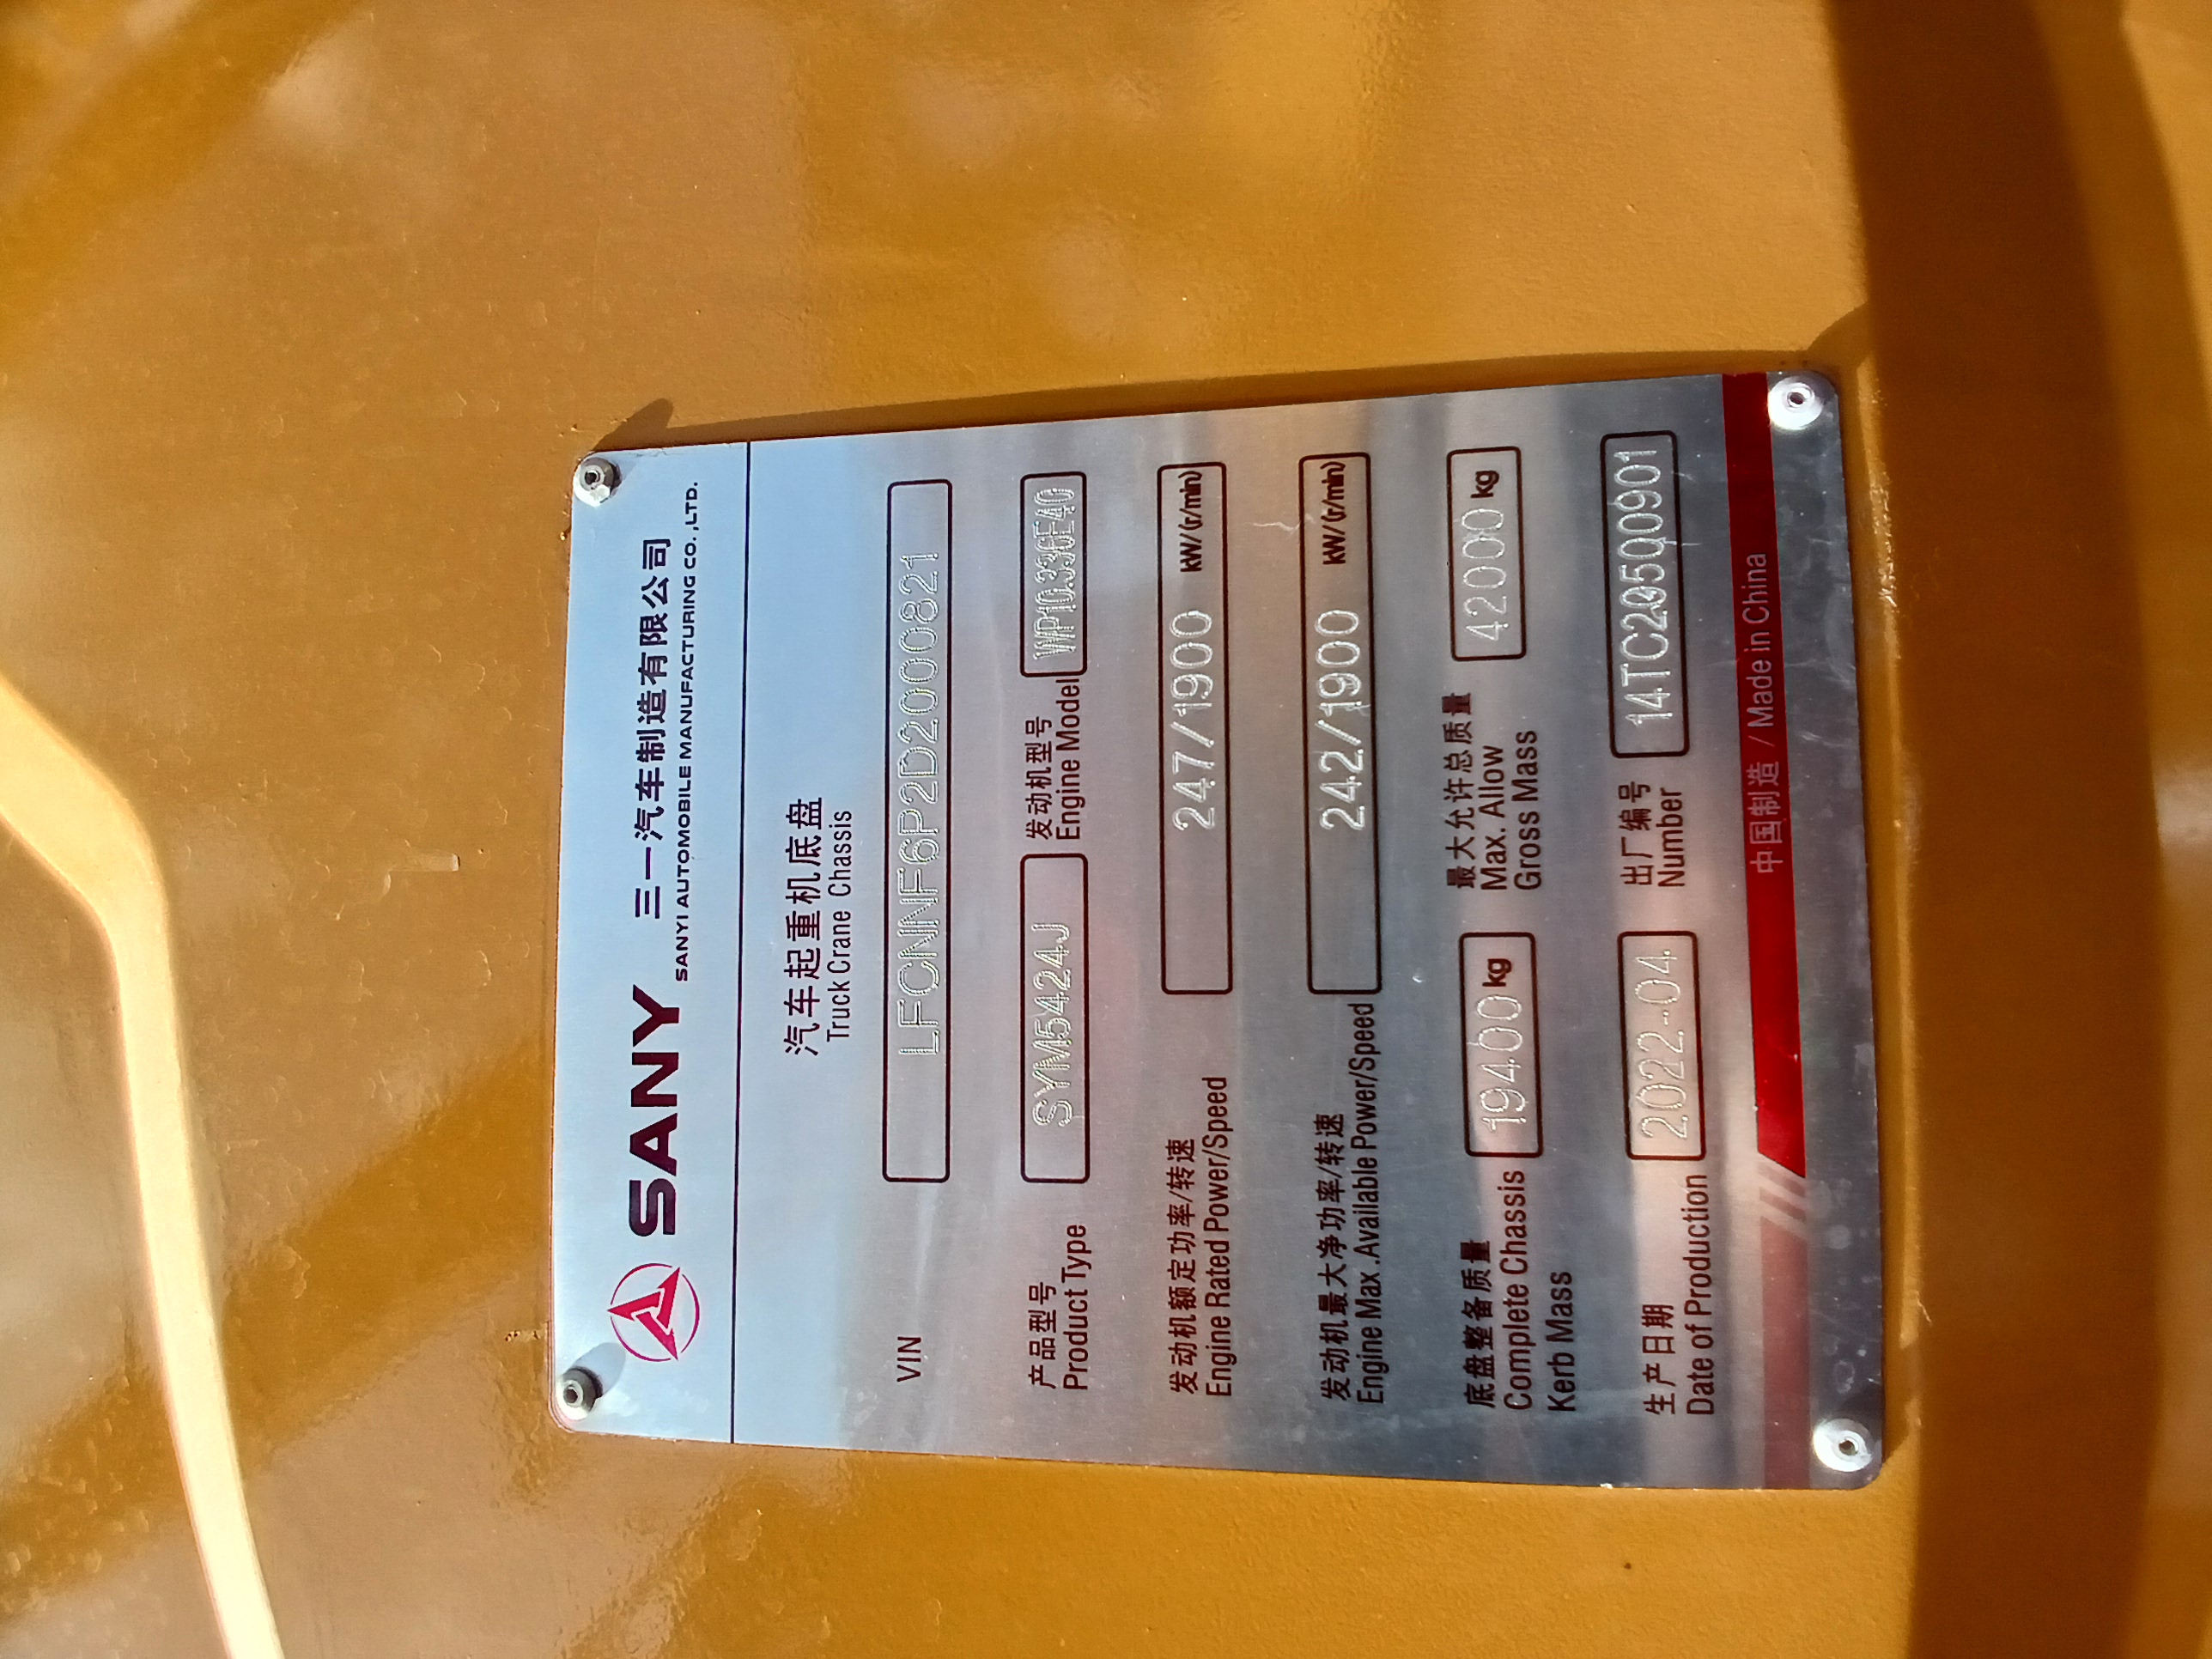 SANY 三一汽车制造有限公司
SANYI AUTOMOBILE MANUFACTURING CO.,LTD.
汽车起重机底盘
Truck Crane Chassis
VIN LFCNNF6P2D2000821
产品型号 SYM5424J 发动机型号 WP10.336E40
Product Type Engine Model
发动机额定功率/转速 247/1900 kW/(r/min)
Engine Rated Power/Speed
发动机最大净功率/转速 242/1900 kW/(r/min)
Engine Max.Available Power/Speed
底盘整备质量 19400 kg 最大允许总质量 42000 kg
Complete Chassis Max. Allow
Kerb Mass Gross Mass
生产日期 2022-04 出厂编号 14TC2950901
Date of Production Number
中国制造 / Made in China